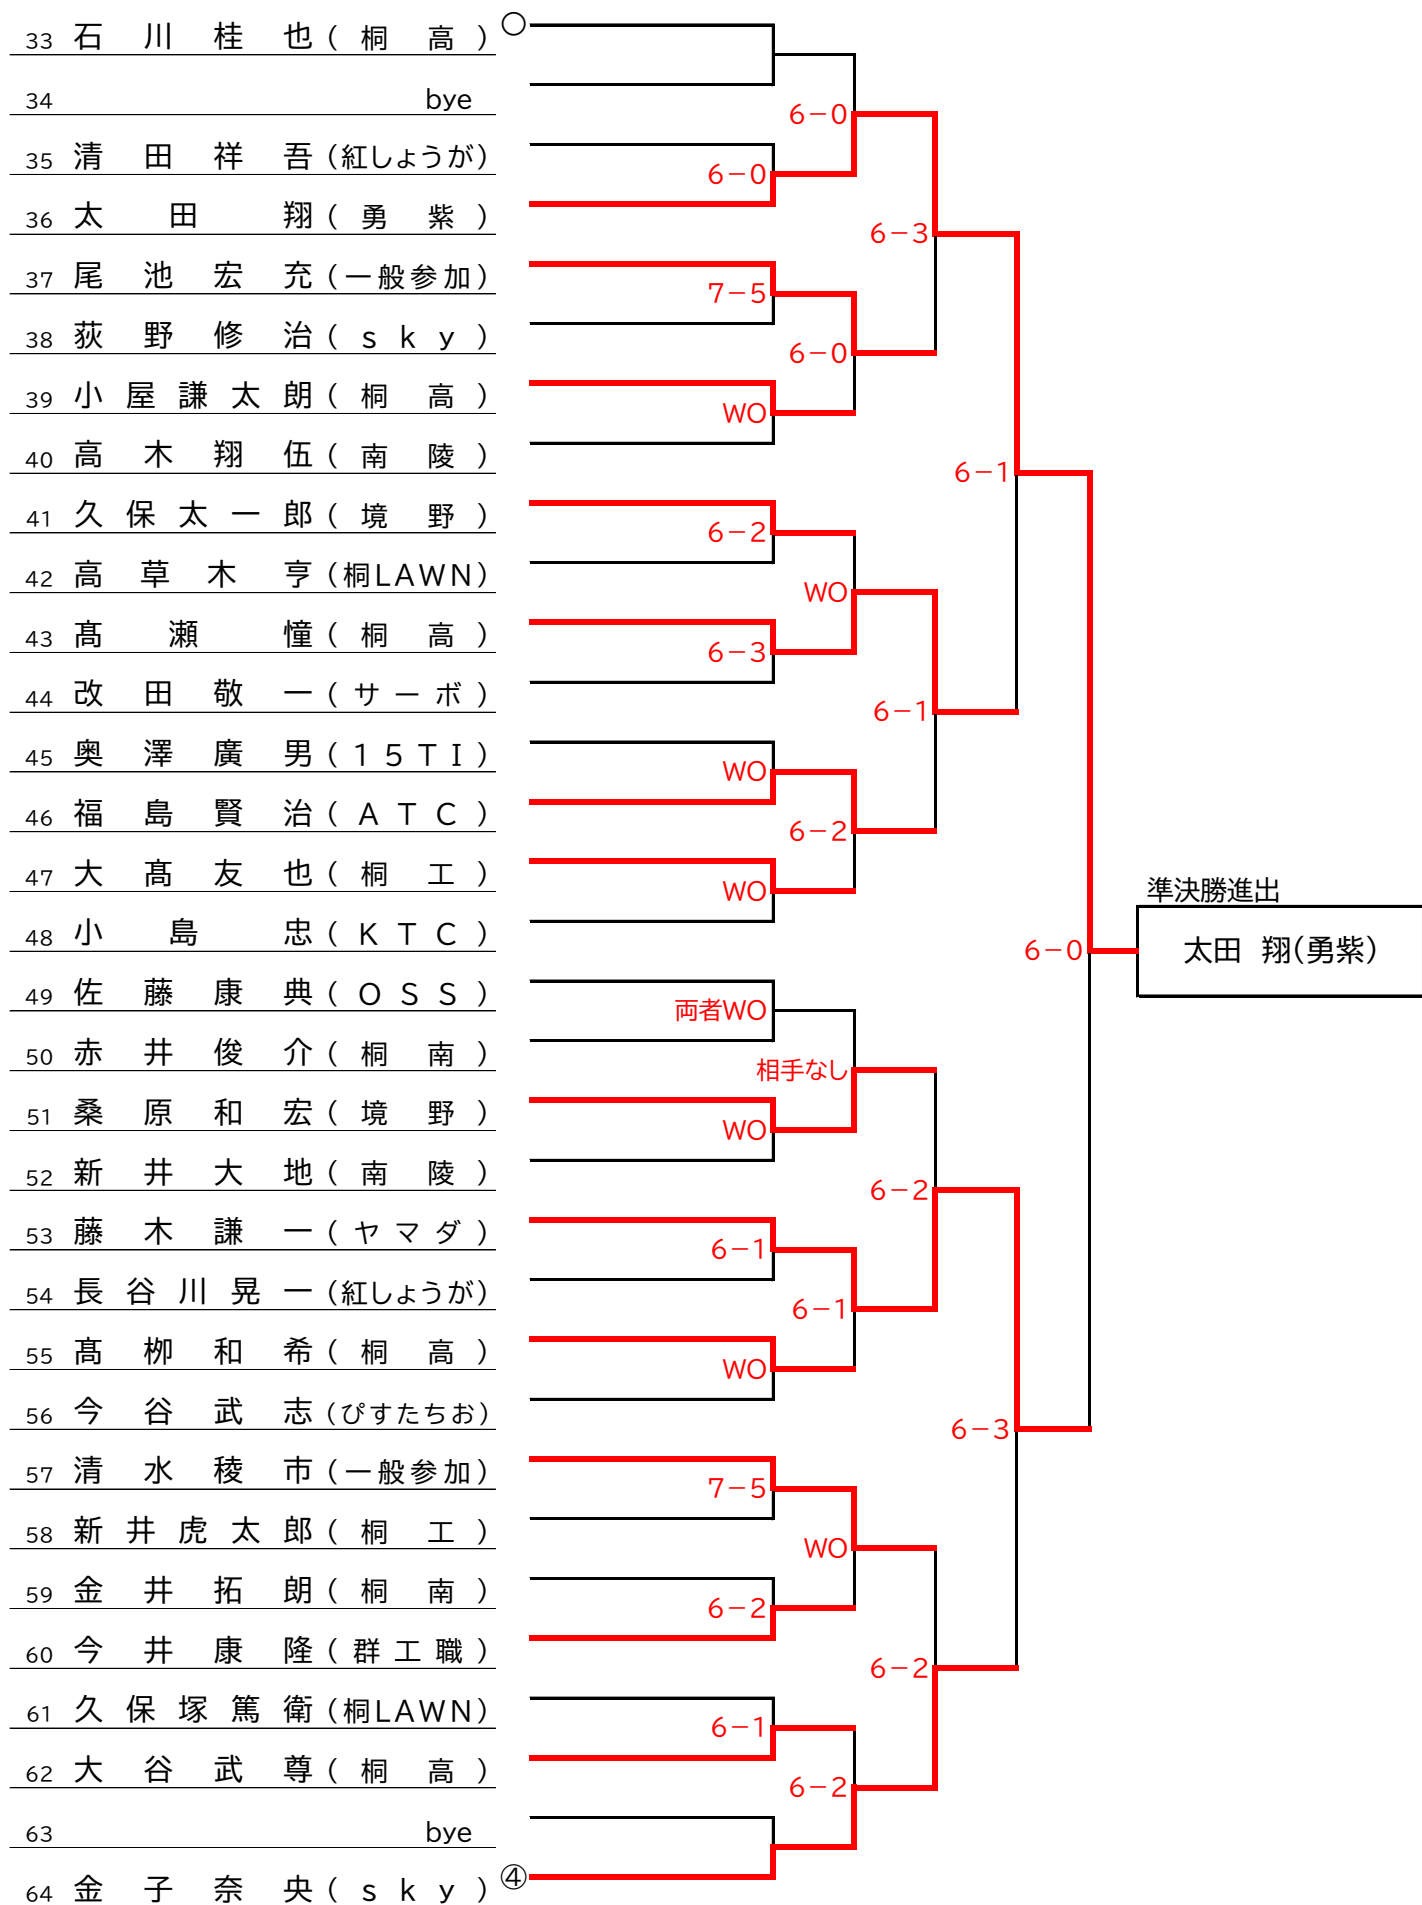 33 石川桂也(桐高) ○
34 bye
6-0
35 清田祥吾(紅しょうが)
6-0
36 太田翔(勇紫)
6-3
37 尾池宏充(一般参加)
7-5
38 荻野修治(sky)
6-0
39 小屋謙太朗(桐高)
WO
40 高木翔伍(南陵)
6-1
41 久保太一郎(境野)
6-2
42 高草木亨(桐LAWN)
WO
43 髙瀬憧(桐高)
6-3
44 改田敬一(サーボ)
6-1
45 奥澤廣男(15TI)
WO
46 福島賢治(ATC)
6-2
47 大髙友也(桐工)
WO
準決勝進出
48 小島忠(KTC)
6-0
太田 翔(勇紫)
49 佐藤康典(OSS)
両者WO
50 赤井俊介(桐南)
相手なし
51 桑原和宏(境野)
WO
52 新井大地(南陵)
6-2
53 藤木謙一(ヤマダ)
6-1
54 長谷川晃一(紅しょうが)
6-1
55 髙栁和希(桐高)
WO
56 今谷武志(ぴすたちお)
6-3
57 清水稜市(一般参加)
7-5
58 新井虎太郎(桐工)
WO
59 金井拓朗(桐南)
6-2
60 今井康隆(群工職)
6-2
61 久保塚篤衛(桐LAWN)
6-1
62 大谷武尊(桐高)
6-2
63 bye
64 金子奈央(sky) ④